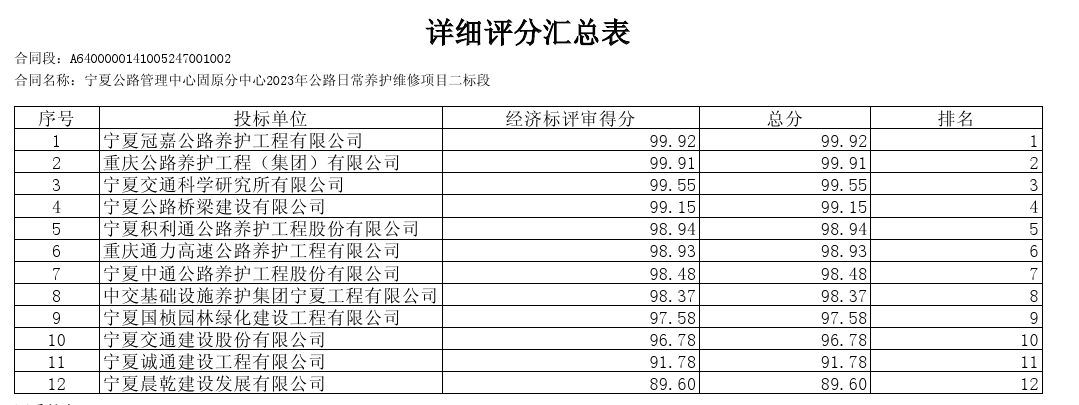 详细评分汇总表
合同段：A6400000141005247001002
合同名称：宁夏公路管理中心固原分中心2023年公路日常养护维修项目二标段
序号 投标单位 经济标评审得分 总分 排名
1 宁夏冠嘉公路养护工程有限公司 99.92 99.92 1
2 重庆公路养护工程（集团）有限公司 99.91 99.91 2
3 宁夏交通科学研究所有限公司 99.55 99.55 3
4 宁夏公路桥梁建设有限公司 99.15 99.15 4
5 宁夏积利通公路养护工程股份有限公司 98.94 98.94 5
6 重庆通力高速公路养护工程有限公司 98.93 98.93 6
7 宁夏中通公路养护工程股份有限公司 98.48 98.48 7
8 中交基础设施养护集团宁夏工程有限公司 98.37 98.37 8
9 宁夏国桢园林绿化建设工程有限公司 97.58 97.58 9
10 宁夏交通建设股份有限公司 96.78 96.78 10
11 宁夏诚通建设工程有限公司 91.78 91.78 11
12 宁夏晨乾建设发展有限公司 89.60 89.60 12